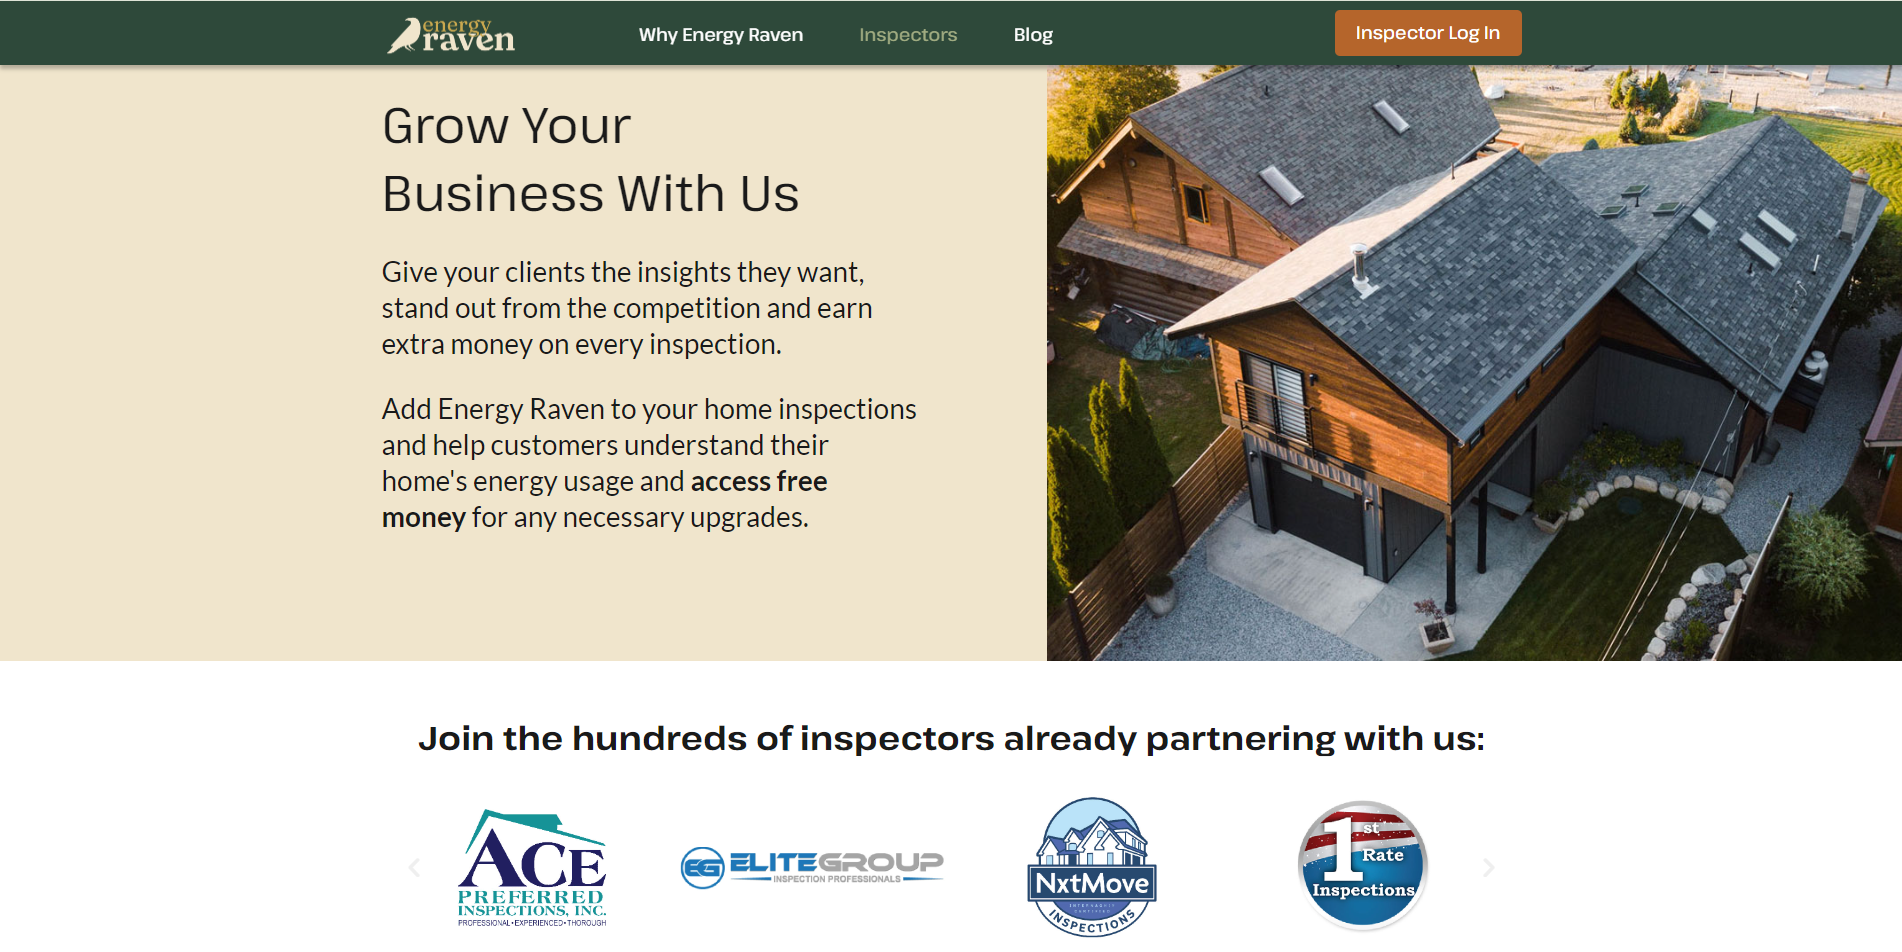 energy
raven
Why Energy Raven
Inspectors
Blog
Inspector Log In
Grow Your
Business With Us
Give your clients the insights they want,
stand out from the competition and earn
extra money on every inspection.
Add Energy Raven to your home inspections
and help customers understand their
home's energy usage and access free
money for any necessary upgrades.
Join the hundreds of inspectors already partnering with us:
ACE
PREFERRED
INSPECTIONS, INC.
PROFESSIONAL•EXPERIENCED•THOROUGH
EG ELITEGROUP
INSPECTION PROFESSIONALS
NxtMove
INTERNACHI
CERTIFIED
INSPECTIONS
1st
Rate
Inspections